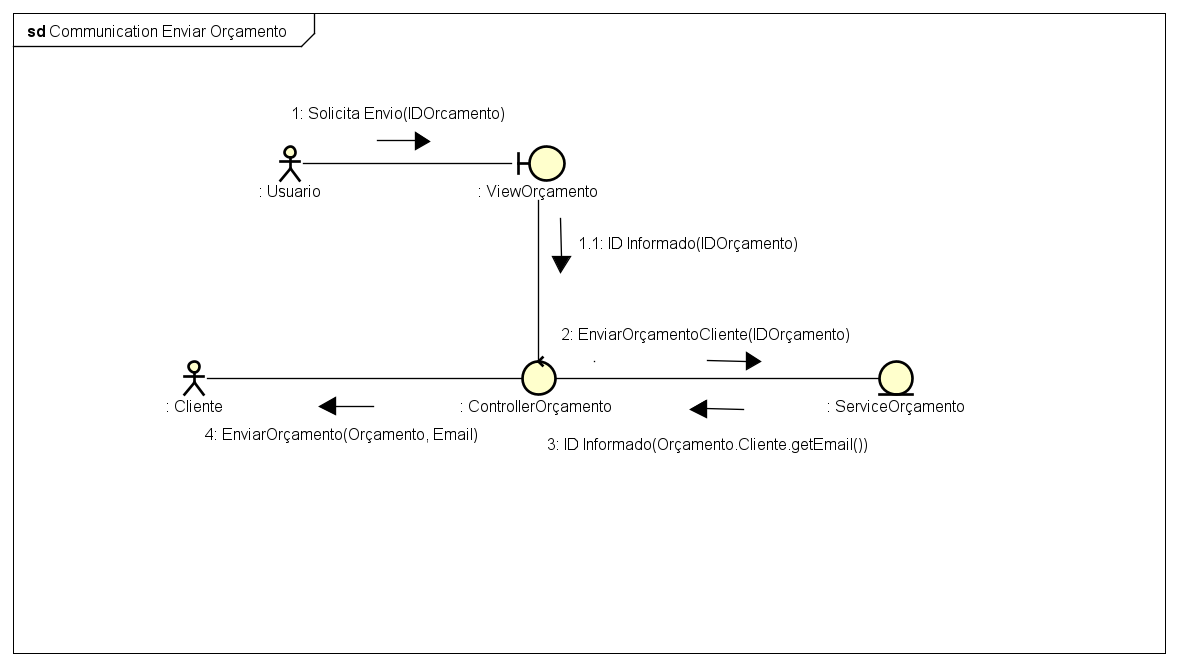 sd Communication Enviar Orçamento
1: Solicita Envio(IDOrcamento)
: Usuario
: ViewOrçamento
1.1: ID Informado(IDOrçamento)
2: EnviarOrçamentoCliente(IDOrçamento)
: Cliente
: ControllerOrçamento
: ServiceOrçamento
4: EnviarOrçamento(Orçamento, Email)
3: ID Informado(Orçamento.Cliente.getEmail())